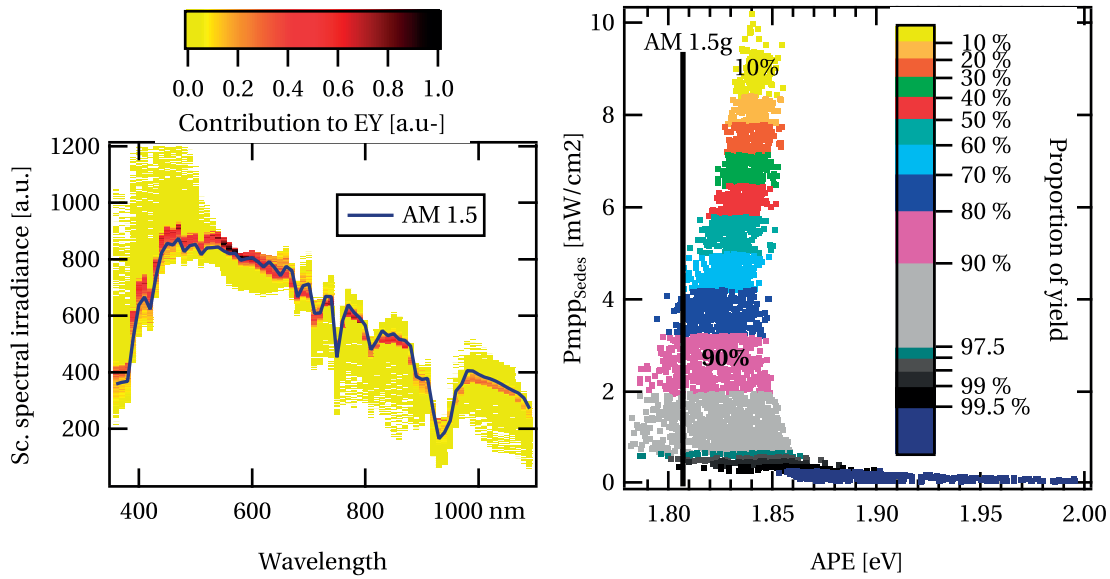 0.0 0.2 0.4 0.6 0.8 1.0
Contribution to EY [a.u-]
Sc. spectral irradiance [a.u.]
1200
1000
800
600
400
200
AM 1.5
400 600 800 1000 nm
Wavelength
PmppSedes [mW/cm2]
10
8
6
4
2
0
AM 1.5g
10%
90%
10 %
20 %
30 %
40 %
50 %
60 %
70 %
80 %
90 %
97.5
99 %
99.5 %
Proportion of yield
1.80 1.85 1.90 1.95 2.00
APE [eV]